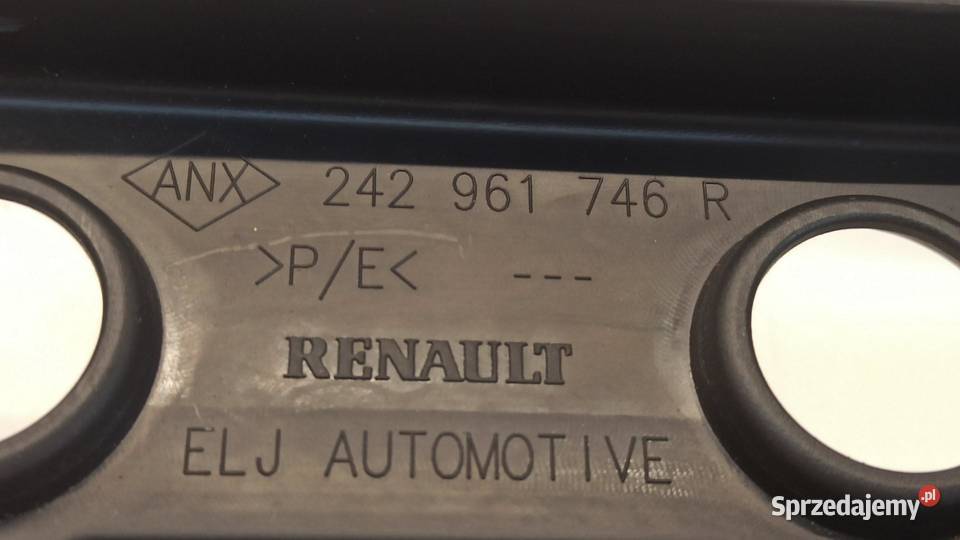 ANX 242 961 746 R
>P/E< ---
RENAULT
ELJ AUTOMOTIVE
Sprzedajemy.pl